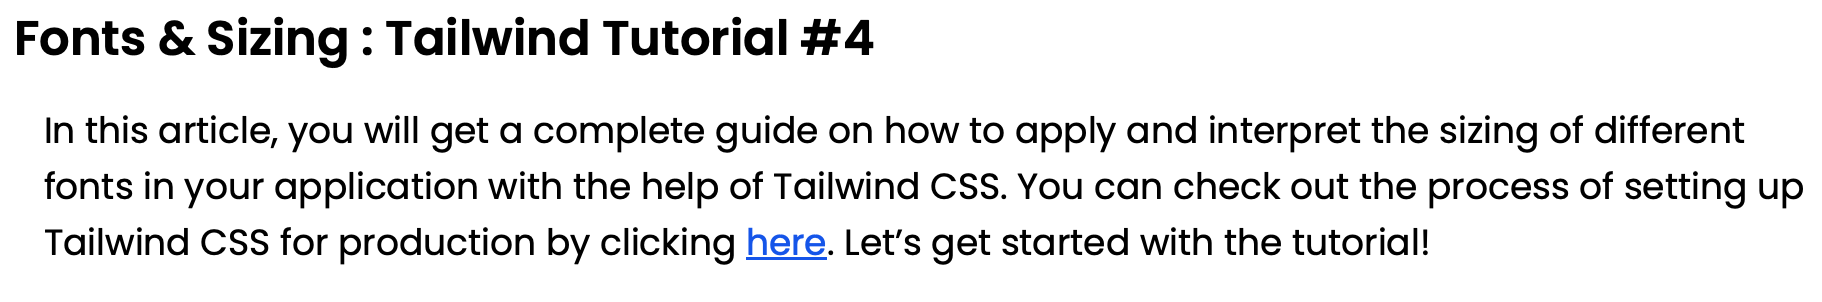 Fonts & Sizing : Tailwind Tutorial #4
In this article, you will get a complete guide on how to apply and interpret the sizing of different
fonts in your application with the help of Tailwind CSS. You can check out the process of setting up
Tailwind CSS for production by clicking here. Let’s get started with the tutorial!